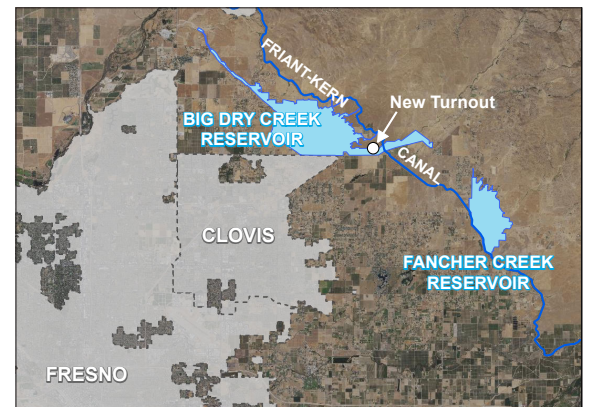 FRIANT-KERN
New Turnout
BIG DRY CREEK
RESERVOIR
CANAL
CLOVIS
FANCHER CREEK
RESERVOIR
FRESNO